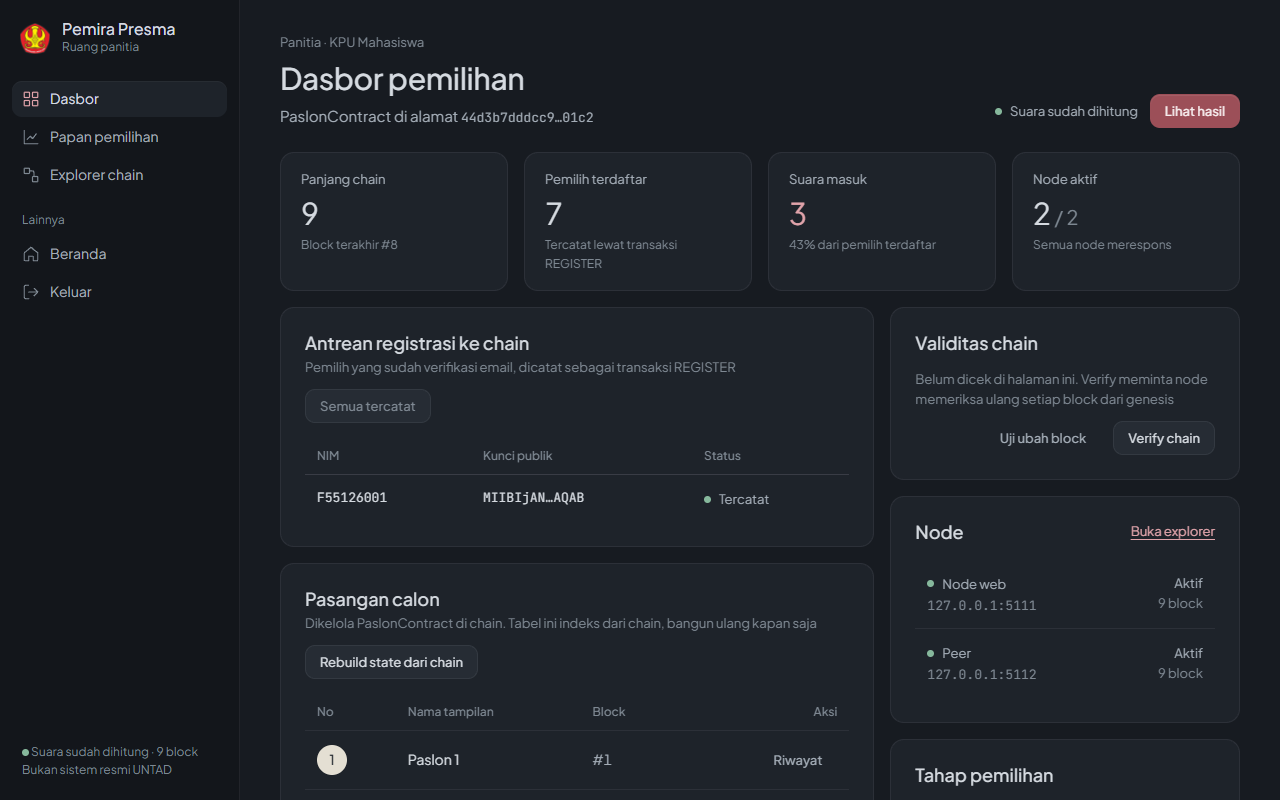 Pemira Presma
Ruang panitia
Dasbor
Papan pemilihan
Explorer chain
Lainnya
Beranda
Keluar
Suara sudah dihitung · 9 block
Bukan sistem resmi UNTAD
Panitia · KPU Mahasiswa
Dasbor pemilihan
PaslonContract di alamat 44d3b7dddcc9…01c2
Suara sudah dihitung
Lihat hasil
Panjang chain
9
Block terakhir #8
Pemilih terdaftar
7
Tercatat lewat transaksi
REGISTER
Suara masuk
3
43% dari pemilih terdaftar
Node aktif
2 / 2
Semua node merespons
Antrean registrasi ke chain
Pemilih yang sudah verifikasi email, dicatat sebagai transaksi REGISTER
Semua tercatat
NIM Kunci publik Status
F55126001 MIIBIjAN…AQAB Tercatat
Pasangan calon
Dikelola PaslonContract di chain. Tabel ini indeks dari chain, bangun ulang kapan saja
Rebuild state dari chain
No Nama tampilan Block Aksi
1 Paslon 1 #1 Riwayat
Validitas chain
Belum dicek di halaman ini. Verify meminta node
memeriksa ulang setiap block dari genesis
Uji ubah block
Verify chain
Node
Buka explorer
Node web Aktif
127.0.0.1:5111 9 block
Peer Aktif
127.0.0.1:5112 9 block
Tahap pemilihan